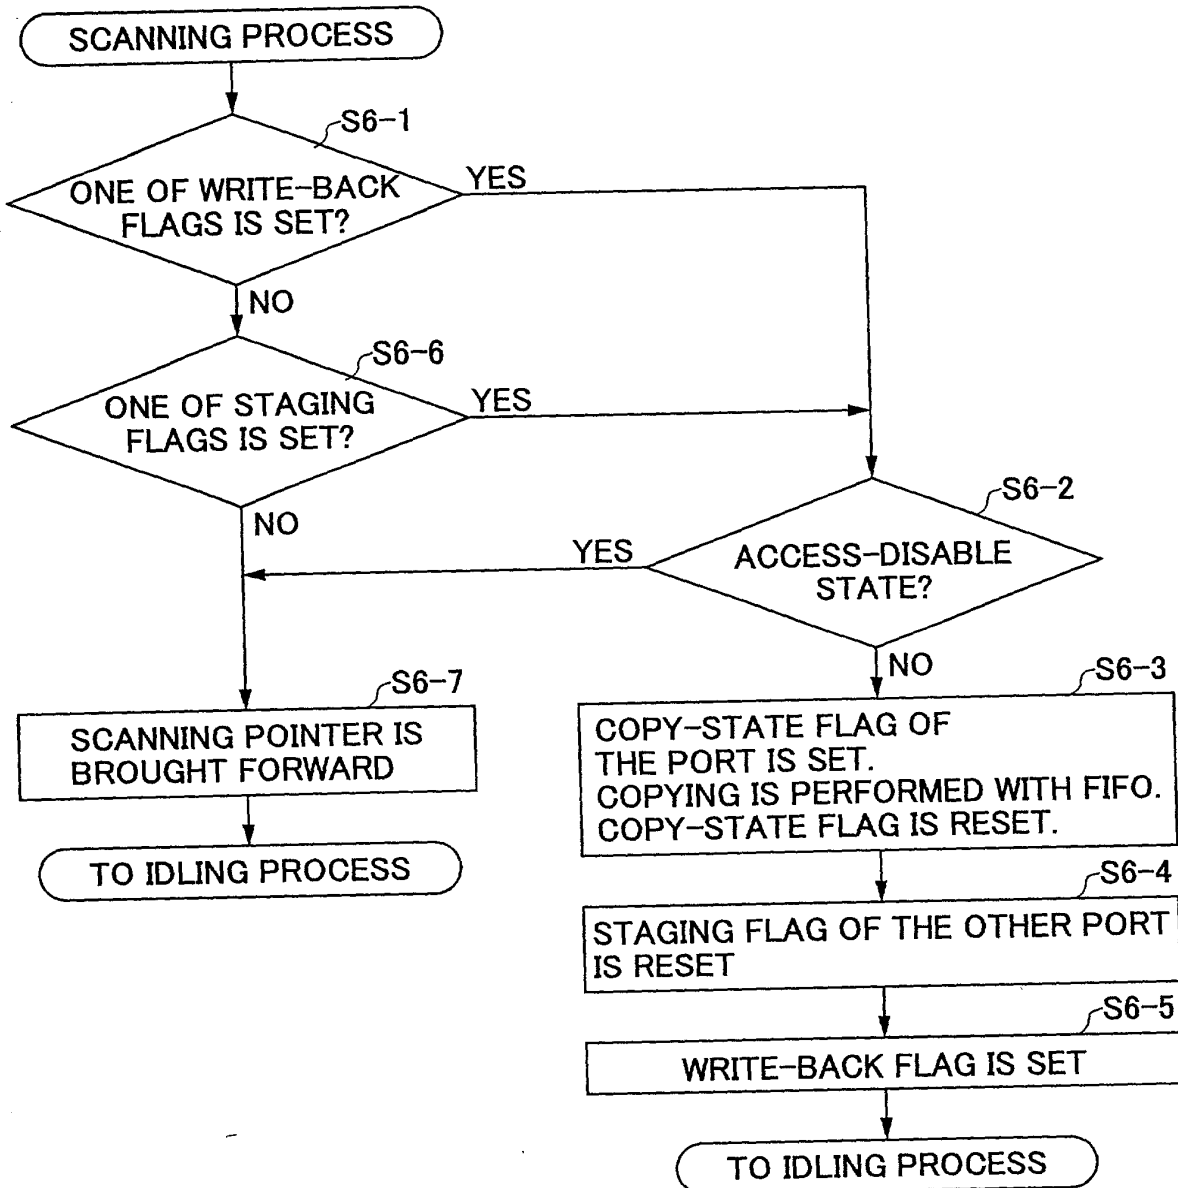 SCANNING PROCESS
S6-1
ONE OF WRITE-BACK
FLAGS IS SET?
YES
NO
S6-6
ONE OF STAGING
FLAGS IS SET?
YES
NO
S6-2
ACCESS-DISABLE
STATE?
YES
NO
S6-7
SCANNING POINTER IS
BROUGHT FORWARD
TO IDLING PROCESS
S6-3
COPY-STATE FLAG OF
THE PORT IS SET.
COPYING IS PERFORMED WITH FIFO.
COPY-STATE FLAG IS RESET.
S6-4
STAGING FLAG OF THE OTHER PORT
IS RESET
S6-5
WRITE-BACK FLAG IS SET
TO IDLING PROCESS